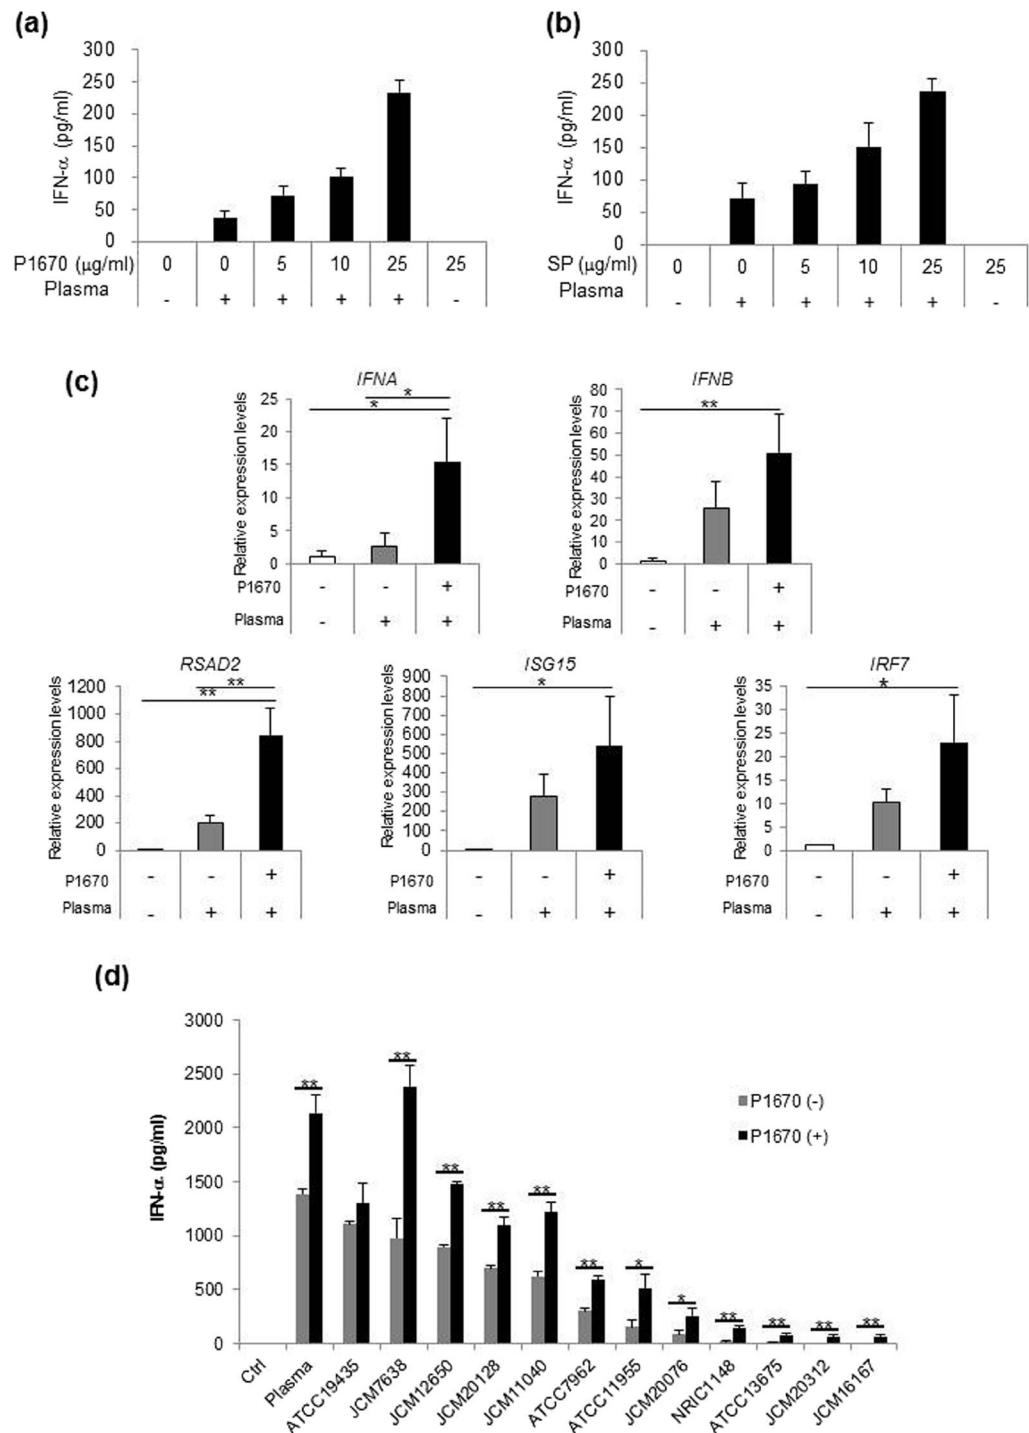 (a)
300
250
200
150
100
50
0
IFN-α (pg/ml)
P1670 (μg/ml) 0 0 5 10 25 25
Plasma - + + + + -
(b)
300
250
200
150
100
50
0
IFN-α (pg/ml)
SP (μg/ml) 0 0 5 10 25 25
Plasma - + + + + -
(c)
IFNA
Relative expression levels
25
20
15
10
5
0
*
*
P1670 - - +
Plasma - + +
IFNB
Relative expression levels
80
70
60
50
40
30
20
10
0
**
P1670 - - +
Plasma - + +
RSAD2
Relative expression levels
1200
1000
800
600
400
200
0
**
**
P1670 - - +
Plasma - + +
ISG15
Relative expression levels
900
800
700
600
500
400
300
200
100
0
*
P1670 - - +
Plasma - + +
IRF7
Relative expression levels
35
30
25
20
15
10
5
0
*
P1670 - - +
Plasma - + +
(d)
IFN-α (pg/ml)
3000
2500
2000
1500
1000
500
0
** ** ** ** ** ** * * ** ** ** **
P1670 (-)
P1670 (+)
Ctrl
Plasma
ATCC19435
JCM7638
JCM12650
JCM20128
JCM11040
ATCC7962
ATCC11955
JCM20076
NRIC1148
ATCC13675
JCM20312
JCM16167